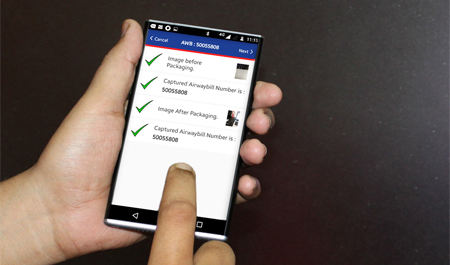 4G 11:11
Cancel AWB : 50055808 Next
Image before
Packaging.
Captured Airwaybill Number is :
50055808
Image After Packaging.
Captured Airwaybill Number is :
50055808